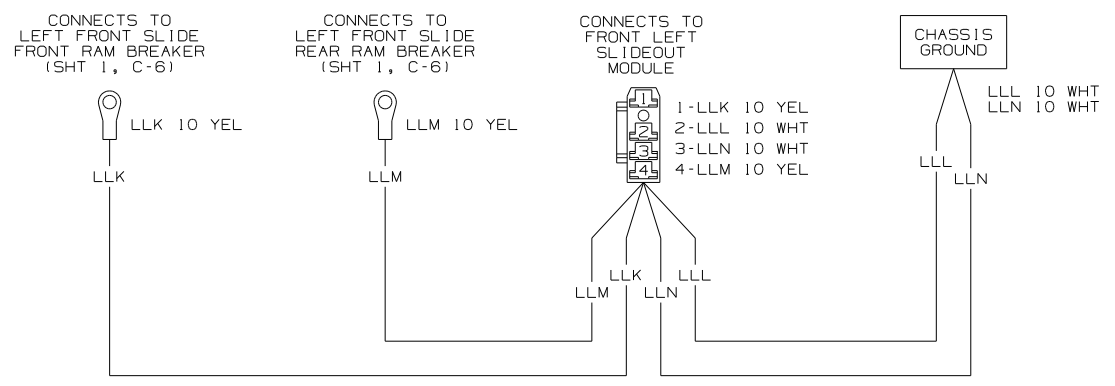 CONNECTS TO
LEFT FRONT SLIDE
FRONT RAM BREAKER
(SHT 1, C-6)
LLK 10 YEL
LLK
CONNECTS TO
LEFT FRONT SLIDE
REAR RAM BREAKER
(SHT 1, C-6)
LLM 10 YEL
LLM
CONNECTS TO
FRONT LEFT
SLIDEOUT
MODULE
1
2
3
4
1-LLK 10 YEL
2-LLL 10 WHT
3-LLN 10 WHT
4-LLM 10 YEL
LLK
LLL
LLM
LLN
CHASSIS
GROUND
LLL 10 WHT
LLN 10 WHT
LLL
LLN